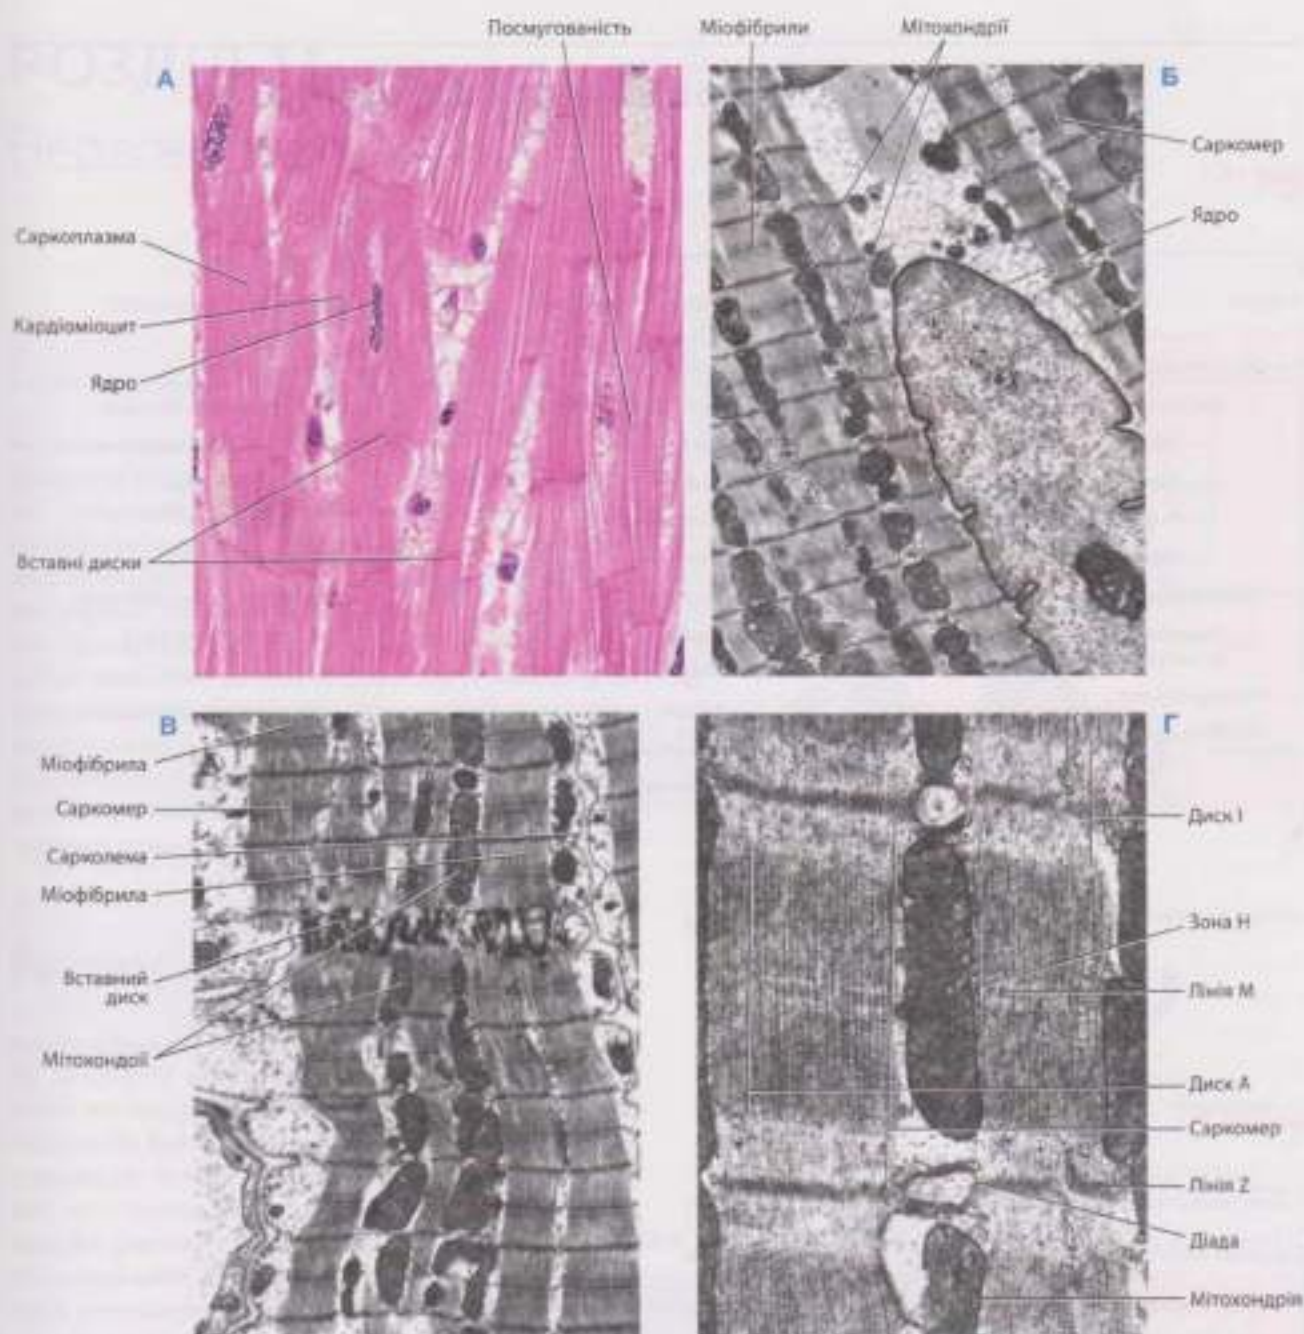 Посмугованість
Міофібрили
Мітохондрії
А
Б
Саркомер
Ядро
Саркоплазма
Кардіоміоцит
Ядро
Вставні диски
В
Міофібрила
Саркомер
Сарколема
Міофібрила
Вставний
диск
Мітохондоії
Г
Диск I
Зона H
Лінія M
Диск A
Саркомер
Лінія Z
Діада
Мітохондрія